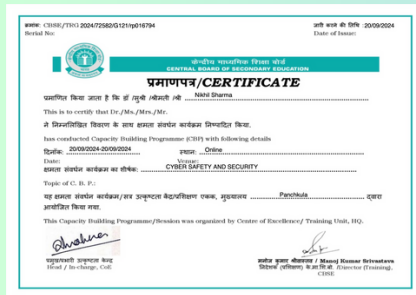 क्रमांक: CBSE/TRG 2024/72582/G121/rp016794
Serial No:
जारी करने की तिथि :20/09/2024
Date of Issue:
केन्द्रीय माध्यमिक शिक्षा बोर्ड
CENTRAL BOARD OF SECONDARY EDUCATION
प्रमाणपत्र/CERTIFICATE
प्रमाणित किया जाता है कि डॉ /सुश्री /श्रीमती /श्री Nikhil Sharma
This is to certify that Dr./Ms./Mrs./Mr.
ने निम्नलिखित विवरण के साथ क्षमता संवर्धन कार्यक्रम निष्पादित किया.
has conducted Capacity Building Programme (CBP) with following details
दिनाँक: 20/09/2024-20/09/2024 स्थान: Online
Date: Venue:
क्षमता संवर्धन कार्यक्रम का शीर्षक: CYBER SAFETY AND SECURITY
Topic of C. B. P.:
यह क्षमता संवर्धन कार्यक्रम/सत्र उत्कृष्टता केंद्र/प्रशिक्षण एकक, मुख्यालय Panchkula द्वारा
आयोजित किया गया.
This Capacity Building Programme/Session was organized by Centre of Excellence/ Training Unit, HQ.
प्रमुख/प्रभारी उत्कृष्टता केन्द्र
Head / In-charge, CoE
मनोज कुमार श्रीवास्तव / Manoj Kumar Srivastava
निदेशक (प्रशिक्षण) के.मा.शि.बो. /Director (Training),
CBSE